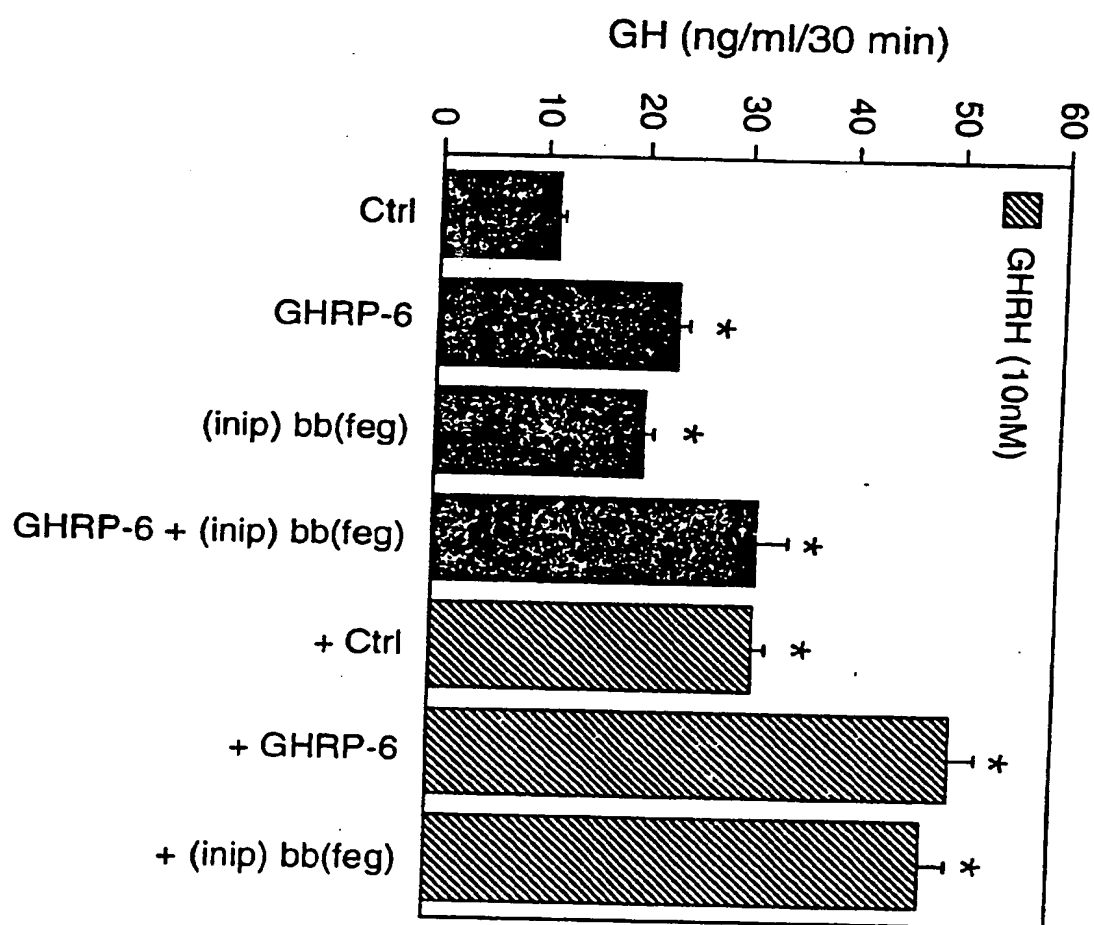 GH (ng/ml/30 min)
0
10
20
30
40
50
60
GHRH (10nM)
Ctrl
*
GHRP-6
*
(inip) bb(feg)
*
GHRP-6 + (inip) bb(feg)
*
+ Ctrl
*
+ GHRP-6
*
+ (inip) bb(feg)